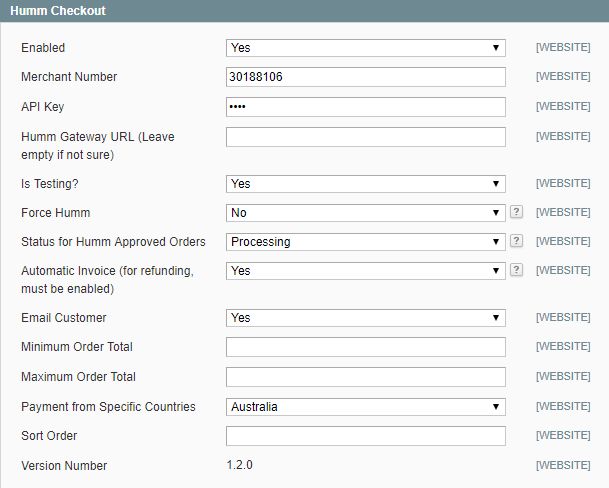 Humm Checkout
Enabled Yes [WEBSITE]
Merchant Number 30188106 [WEBSITE]
API Key •••• [WEBSITE]
Humm Gateway URL (Leave [WEBSITE]
empty if not sure)
Is Testing? Yes [WEBSITE]
Force Humm No ? [WEBSITE]
Status for Humm Approved Orders Processing ? [WEBSITE]
Automatic Invoice (for refunding, Yes ? [WEBSITE]
must be enabled)
Email Customer Yes [WEBSITE]
Minimum Order Total [WEBSITE]
Maximum Order Total [WEBSITE]
Payment from Specific Countries Australia [WEBSITE]
Sort Order [WEBSITE]
Version Number 1.2.0 [WEBSITE]